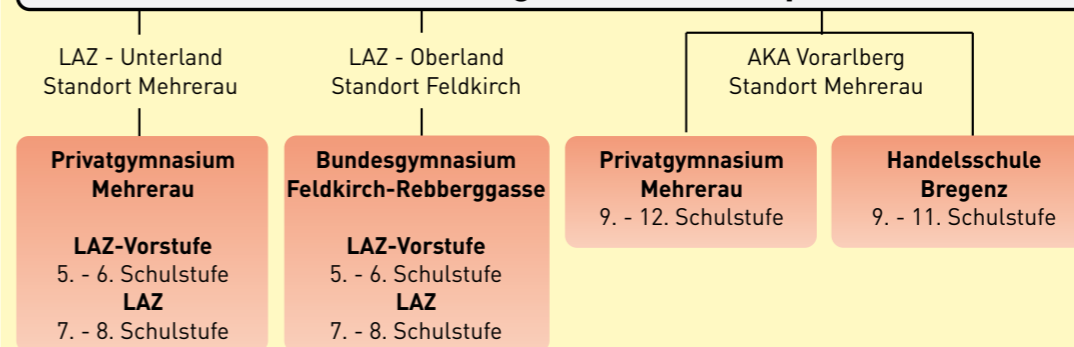 LAZ - Unterland
Standort Mehrerau
LAZ - Oberland
Standort Feldkirch
AKA Vorarlberg
Standort Mehrerau
Privatgymnasium
Mehrerau
LAZ-Vorstufe
5. - 6. Schulstufe
LAZ
7. - 8. Schulstufe
Bundesgymnasium
Feldkirch-Rebberggasse
LAZ-Vorstufe
5. - 6. Schulstufe
LAZ
7. - 8. Schulstufe
Privatgymnasium
Mehrerau
9. - 12. Schulstufe
Handelsschule
Bregenz
9. - 11. Schulstufe